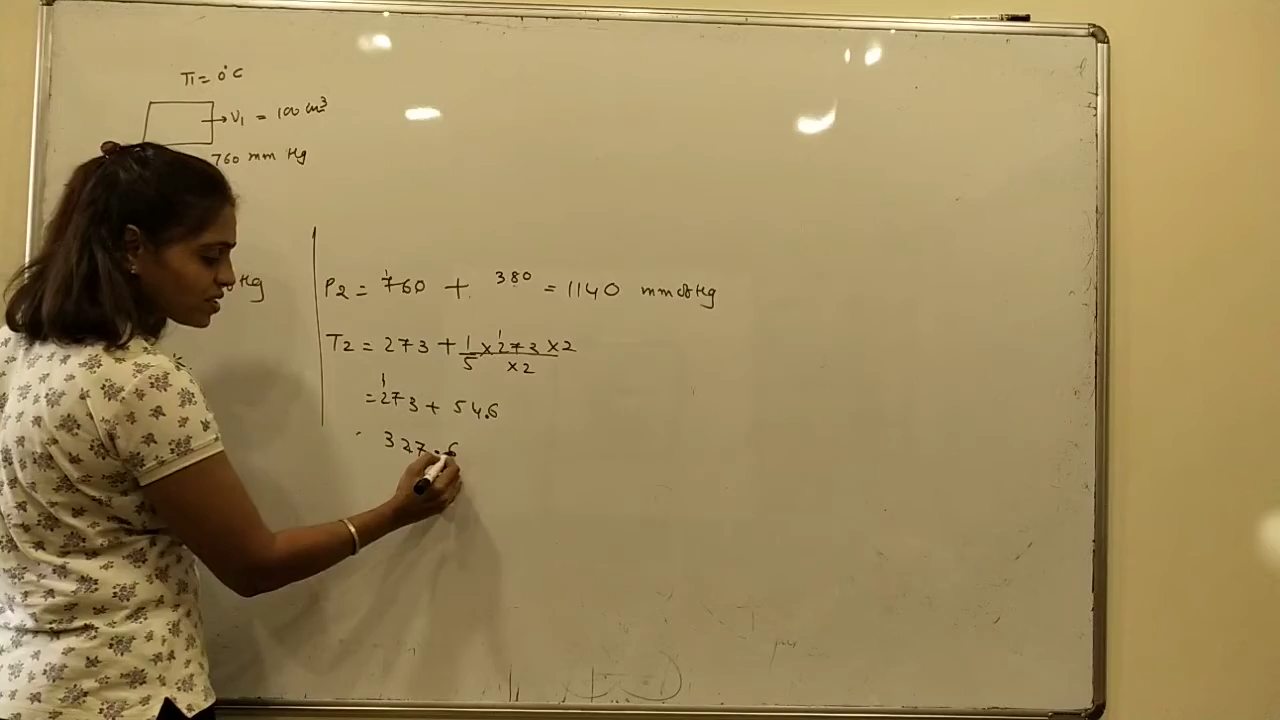 T1 = 0°C
V1 = 100 cm³
760 mm Hg
Hg
P2 = 760 + 380 = 1140 mm of Hg
T2 = 273 + 1/5 x 273 x 2
x 2
= 273 + 54.6
327.6